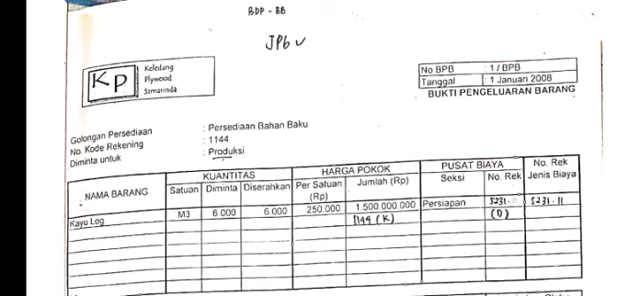 BDP - BB
JPb
KP
Keledang
Plywood
Samarinda
No BPB : 1 / BPB
Tanggal : 1 Januari 2008
BUKTI PENGELUARAN BARANG
Golongan Persediaan : Persediaan Bahan Baku
No. Kode Rekening : 1144
Diminta untuk : Produksi
NAMA BARANG KUANTITAS HARGA POKOK PUSAT BIAYA No. Rek
Satuan Diminta Diserahkan Per Satuan Jumlah (Rp) Seksi No. Rek Jenis Biaya
(Rp)
Kayu Log M3 6.000 6.000 250.000 1.500.000.000 Persiapan 5231-11 5231-11
1144 (K) (D)